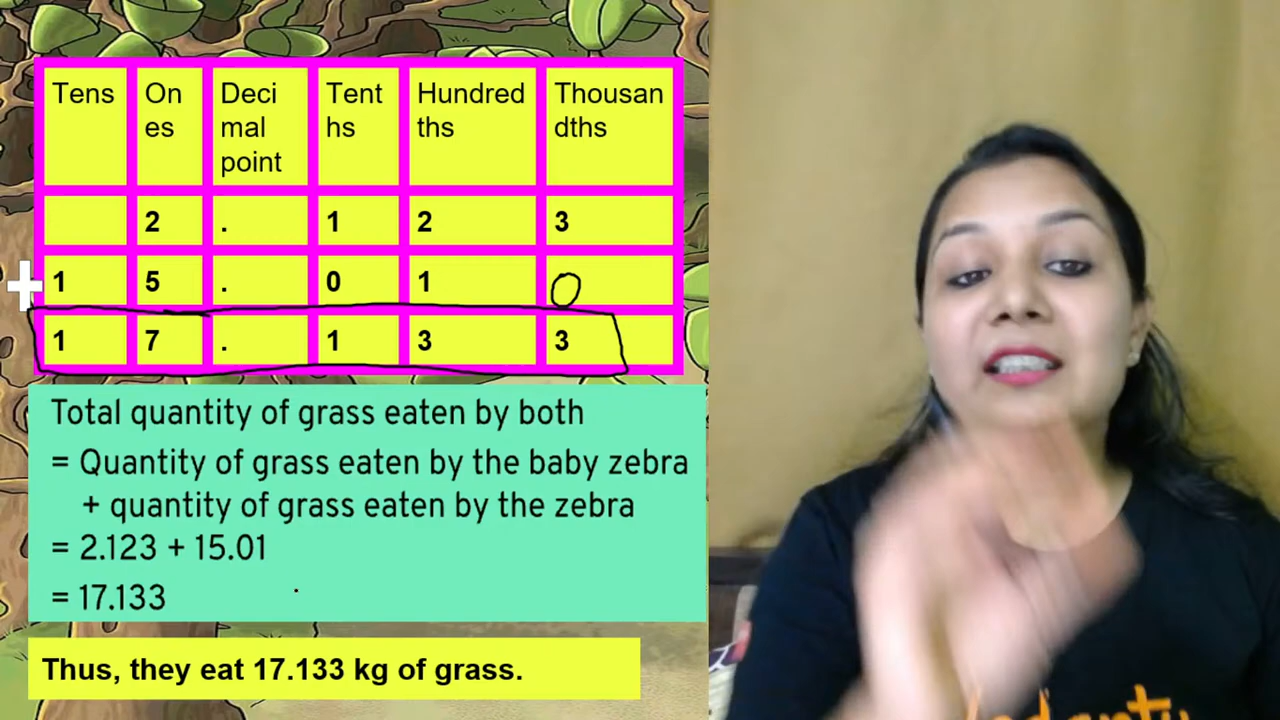 Tens On Deci Tent Hundred Thousan
es mal hs ths dths
point
2 . 1 2 3
+ 1 5 . 0 1 0
1 7 . 1 3 3
Total quantity of grass eaten by both
= Quantity of grass eaten by the baby zebra
+ quantity of grass eaten by the zebra
= 2.123 + 15.01
= 17.133
Thus, they eat 17.133 kg of grass.